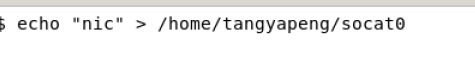 $ echo "nic" > /home/tangyapeng/socat0